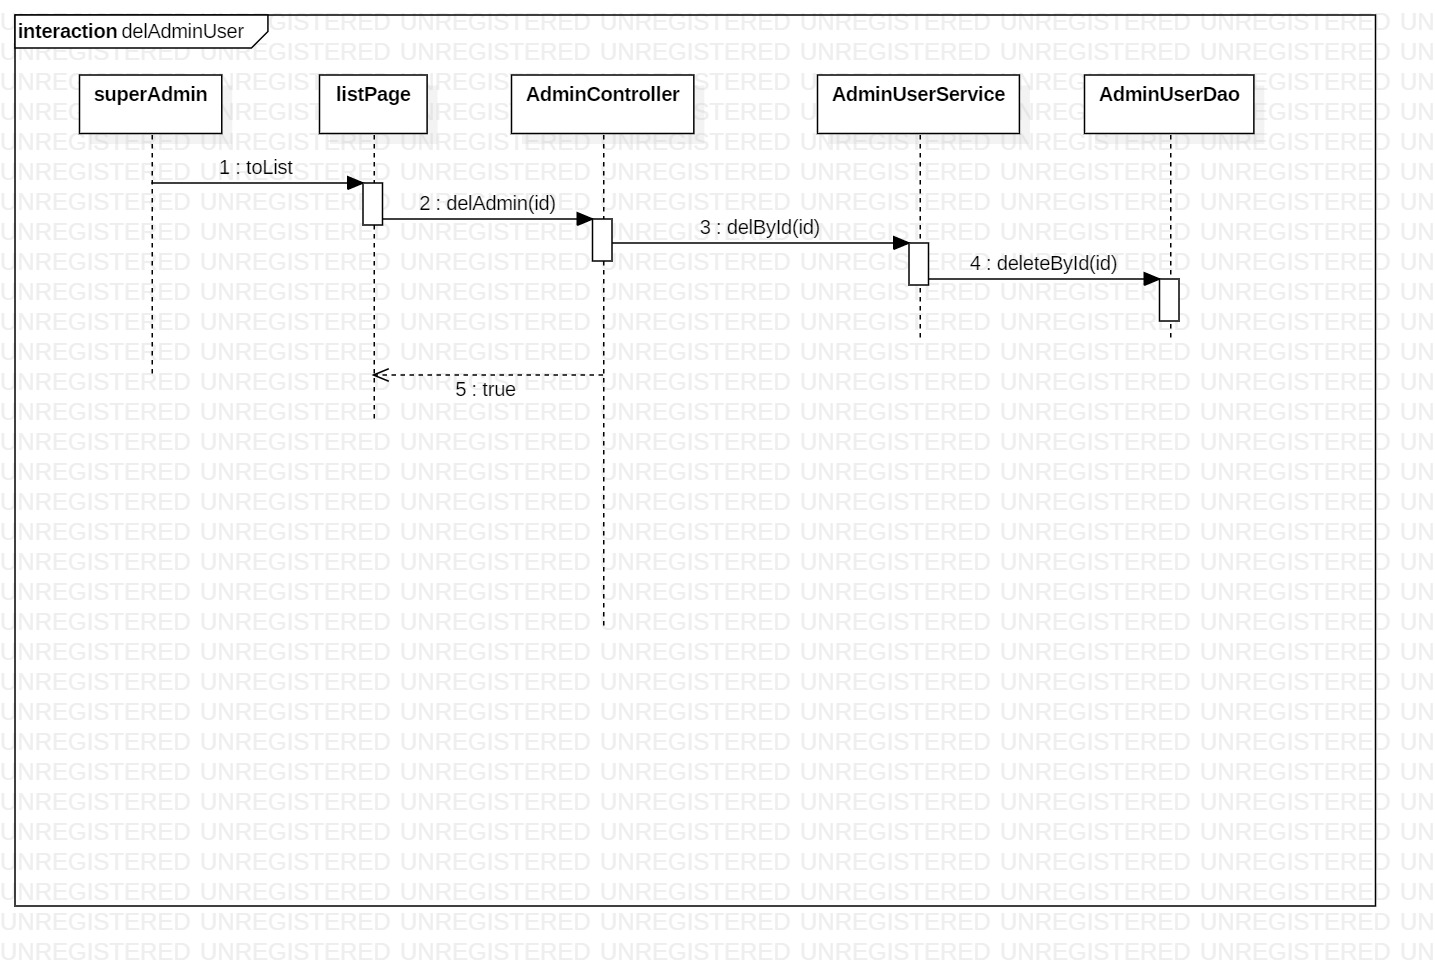 interaction delAdminUser
superAdmin
listPage
AdminController
AdminUserService
AdminUserDao
1 : toList
2 : delAdmin(id)
3 : delById(id)
4 : deleteById(id)
5 : true
UNREGISTERED